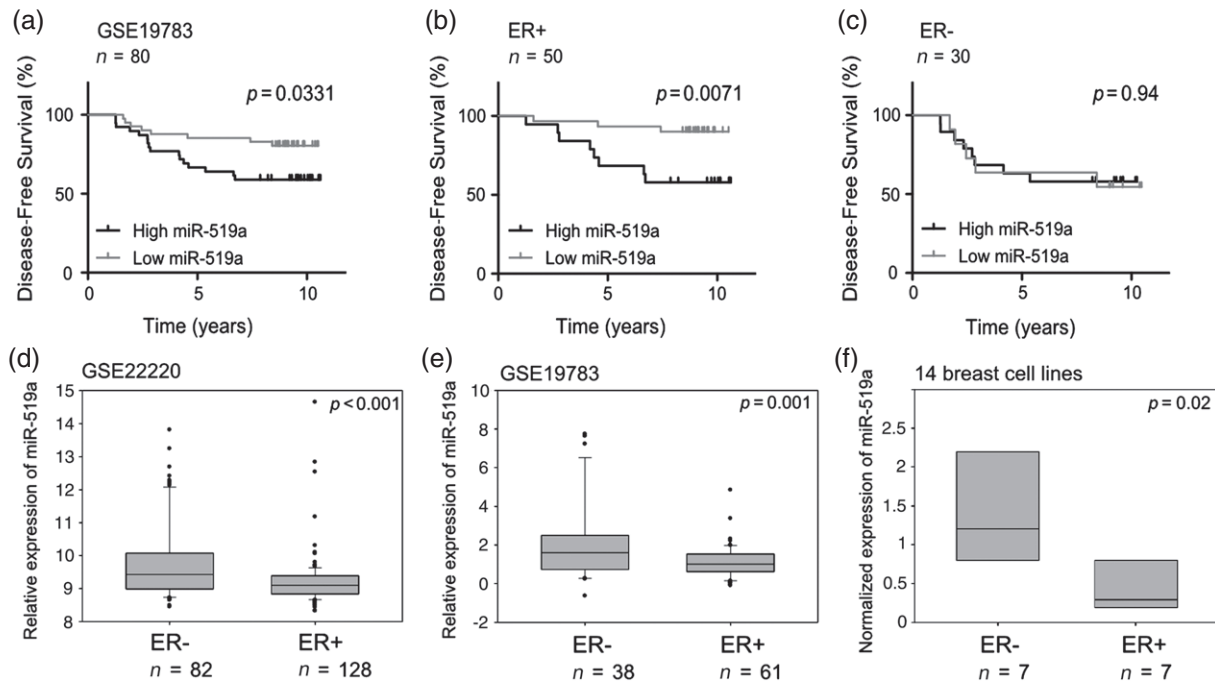 (a)
GSE19783
n = 80
p = 0.0331
Disease-Free Survival (%)
100
50
0
High miR-519a
Low miR-519a
0 5 10
Time (years)
(b)
ER+
n = 50
p = 0.0071
Disease-Free Survival (%)
100
50
0
High miR-519a
Low miR-519a
0 5 10
Time (years)
(c)
ER-
n = 30
p = 0.94
Disease-Free Survival (%)
100
50
0
High miR-519a
Low miR-519a
0 5 10
Time (years)
(d)
GSE22220
p < 0.001
Relative expression of miR-519a
15
14
13
12
11
10
9
8
ER- ER+
n = 82 n = 128
(e)
GSE19783
p = 0.001
Relative expression of miR-519a
10
8
6
4
2
0
-2
ER- ER+
n = 38 n = 61
(f)
14 breast cell lines
p = 0.02
Normalized expression of miR-519a
2.5
2
1.5
1
0.5
0
ER- ER+
n = 7 n = 7